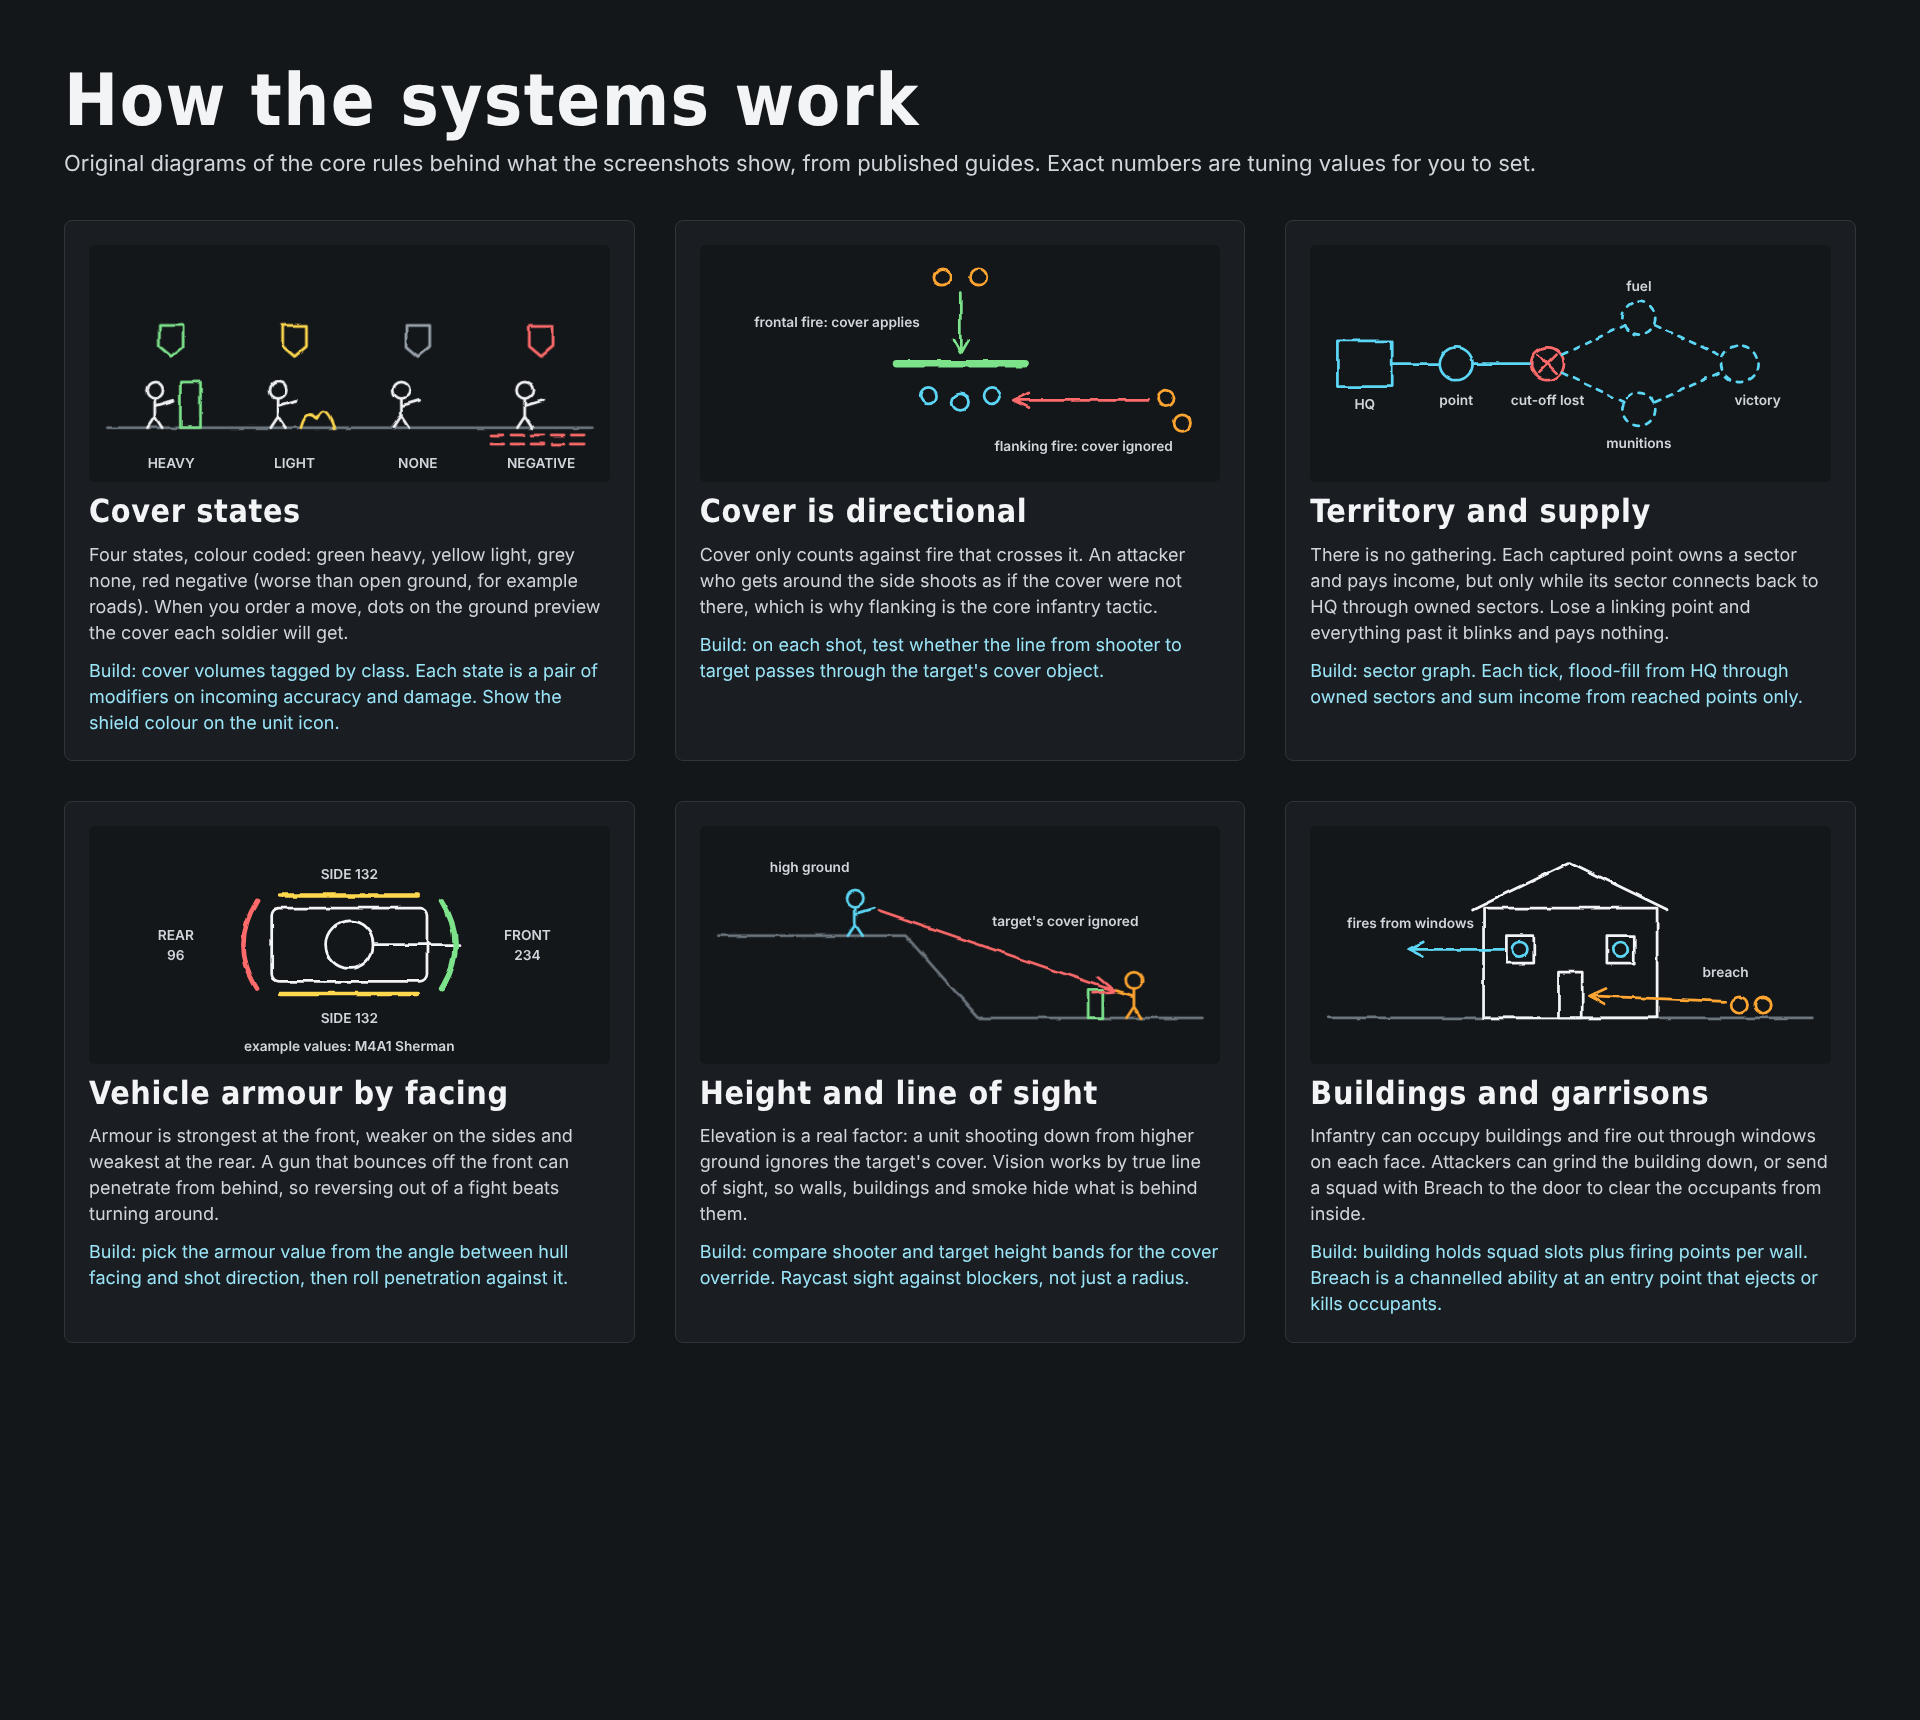 How the systems work
Original diagrams of the core rules behind what the screenshots show, from published guides. Exact numbers are tuning values for you to set.
HEAVY
LIGHT
NONE
NEGATIVE
Cover states
Four states, colour coded: green heavy, yellow light, grey
none, red negative (worse than open ground, for example
roads). When you order a move, dots on the ground preview
the cover each soldier will get.
Build: cover volumes tagged by class. Each state is a pair of
modifiers on incoming accuracy and damage. Show the
shield colour on the unit icon.
frontal fire: cover applies
flanking fire: cover ignored
Cover is directional
Cover only counts against fire that crosses it. An attacker
who gets around the side shoots as if the cover were not
there, which is why flanking is the core infantry tactic.
Build: on each shot, test whether the line from shooter to
target passes through the target's cover object.
fuel
HQ
point
cut-off lost
victory
munitions
Territory and supply
There is no gathering. Each captured point owns a sector
and pays income, but only while its sector connects back to
HQ through owned sectors. Lose a linking point and
everything past it blinks and pays nothing.
Build: sector graph. Each tick, flood-fill from HQ through
owned sectors and sum income from reached points only.
SIDE 132
REAR
96
FRONT
234
SIDE 132
example values: M4A1 Sherman
Vehicle armour by facing
Armour is strongest at the front, weaker on the sides and
weakest at the rear. A gun that bounces off the front can
penetrate from behind, so reversing out of a fight beats
turning around.
Build: pick the armour value from the angle between hull
facing and shot direction, then roll penetration against it.
high ground
target's cover ignored
Height and line of sight
Elevation is a real factor: a unit shooting down from higher
ground ignores the target's cover. Vision works by true line
of sight, so walls, buildings and smoke hide what is behind
them.
Build: compare shooter and target height bands for the cover
override. Raycast sight against blockers, not just a radius.
fires from windows
breach
Buildings and garrisons
Infantry can occupy buildings and fire out through windows
on each face. Attackers can grind the building down, or send
a squad with Breach to the door to clear the occupants from
inside.
Build: building holds squad slots plus firing points per wall.
Breach is a channelled ability at an entry point that ejects or
kills occupants.